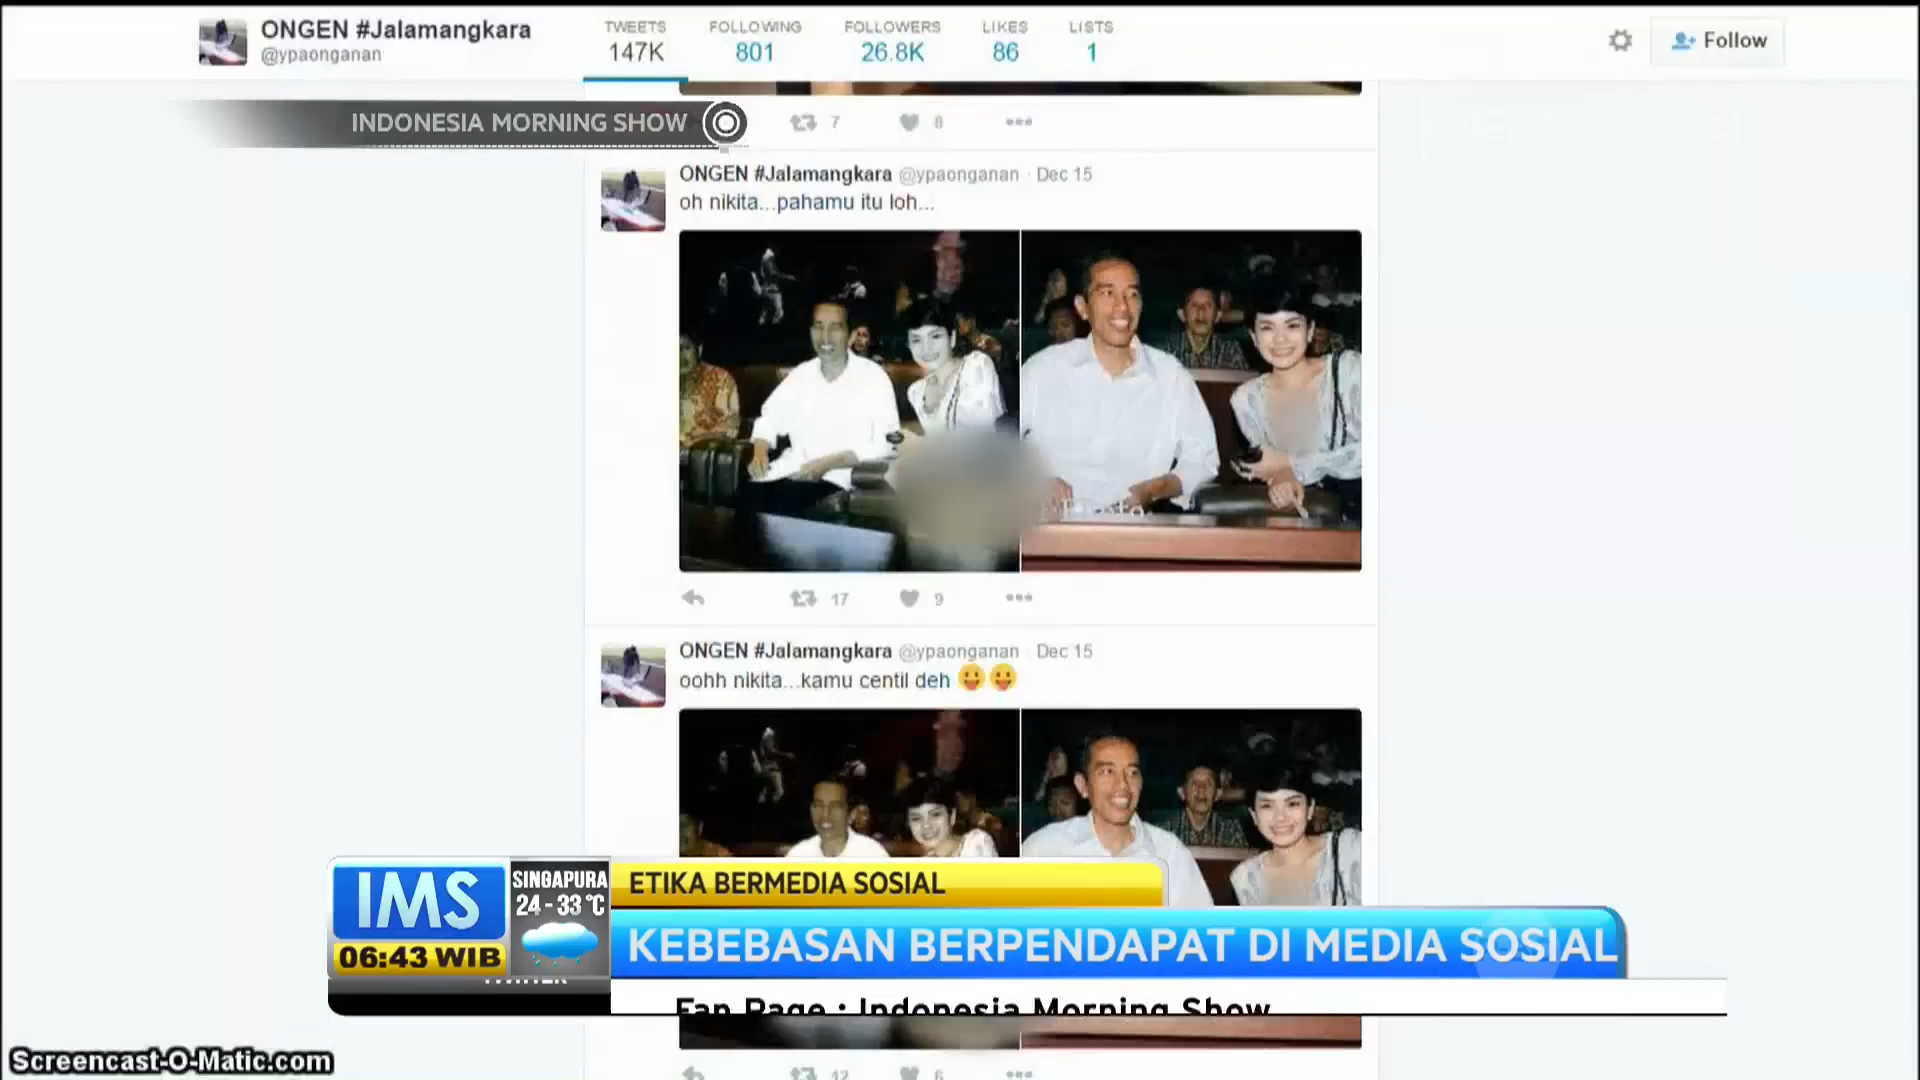 ONGEN #Jalamangkara
@ypaonganan
TWEETS
147K
FOLLOWING
801
FOLLOWERS
26.8K
LIKES
86
LISTS
1
Follow
INDONESIA MORNING SHOW
7
8
ONGEN #Jalamangkara @ypaonganan · Dec 15
oh nikita...pahamu itu loh...
17
9
ONGEN #Jalamangkara @ypaonganan · Dec 15
oohh nikita...kamu centil deh 😛😛
IMS
06:43 WIB
SINGAPURA
24 - 33 °C
ETIKA BERMEDIA SOSIAL
KEBEBASAN BERPENDAPAT DI MEDIA SOSIAL
TWITTER
Fan Page : Indonesia Morning Show
12
6
Screencast-O-Matic.com